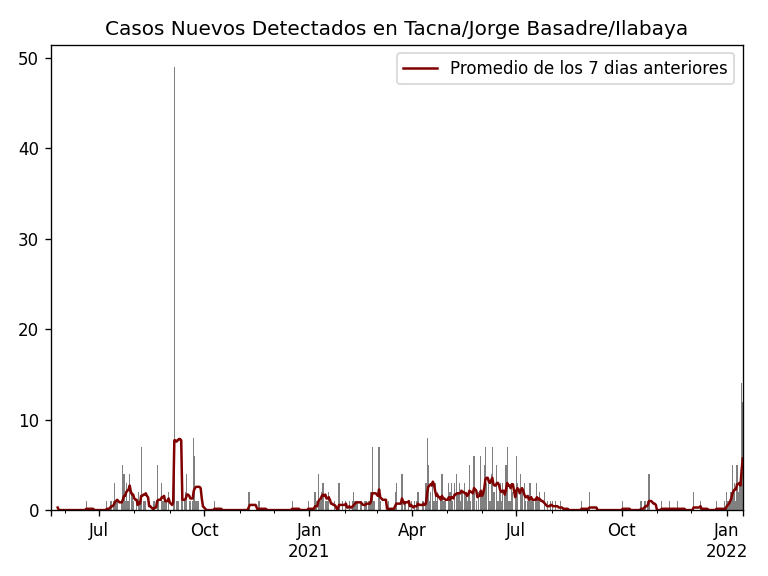 Casos Nuevos Detectados en Tacna/Jorge Basadre/Ilabaya
Promedio de los 7 dias anteriores
50
40
30
20
10
0
Jul Oct Jan Apr Jul Oct Jan
2021 2022